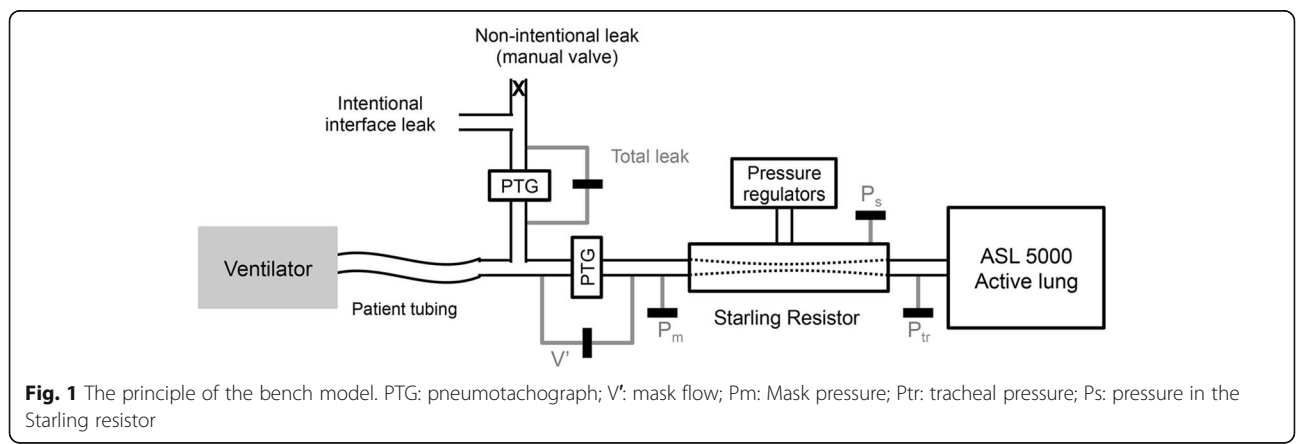 Non-intentional leak
(manual valve)
X
Intentional
interface leak
Total leak
PTG
Pressure
regulators
Ps
Ventilator
PTG
ASL 5000
Active lung
Patient tubing
V'
Pm
Starling Resistor
Ptr
Fig. 1 The principle of the bench model. PTG: pneumotachograph; V': mask flow; Pm: Mask pressure; Ptr: tracheal pressure; Ps: pressure in the
Starling resistor